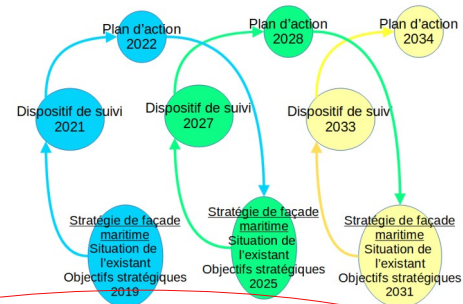 Plan d'action
2022
Plan d'action
2028
Plan d'action
2034
Dispositif de suivi
2021
Dispositif de suivi
2027
Dispositif de suivi
2033
Stratégie de façade
maritime
Situation de
l'existant
Objectifs stratégiques
2019
Stratégie de façade
maritime
Situation de
l'existant
Objectifs stratégiques
2025
Stratégie de façade
maritime
Situation de
l'existant
Objectifs stratégiques
2031